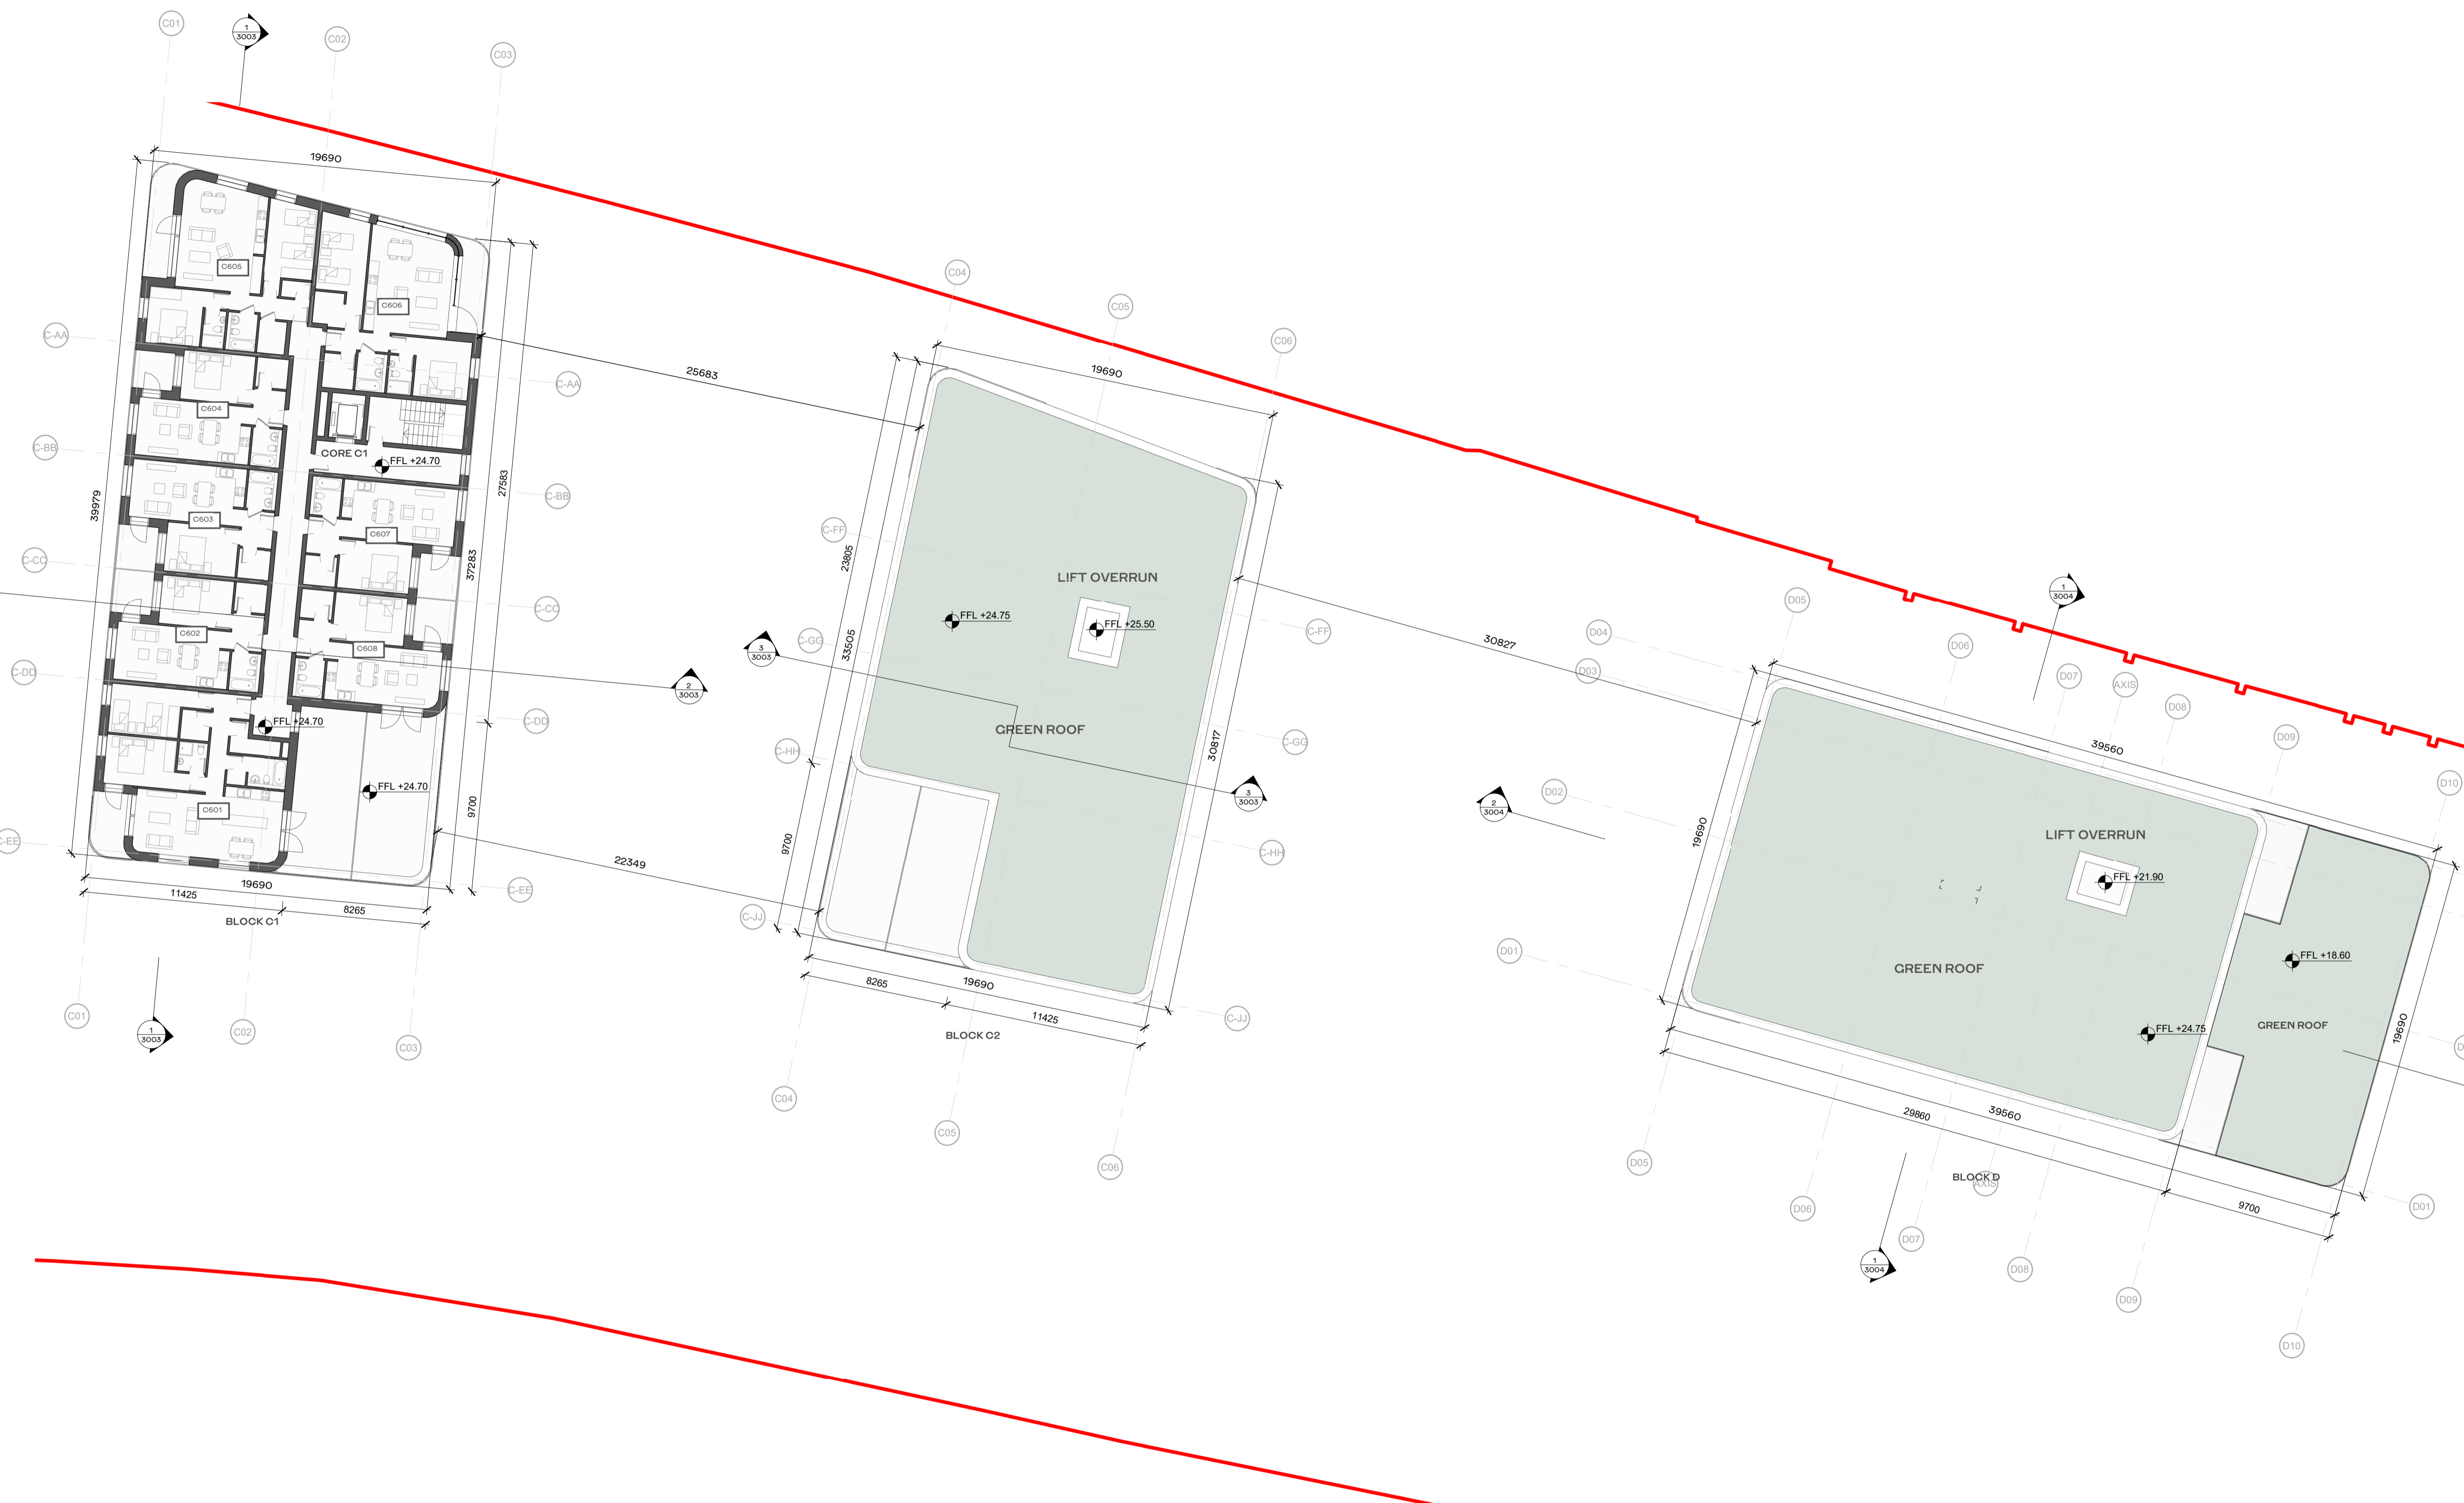 C01
1
3003
C02
C03
19690
C605
C606
C-AA
C-AA
C604
25683
C-BB
CORE C1
FFL +24.70
C-BB
27583
39979
C603
C607
C-CC
37283
C-CC
C602
C608
2
3003
C-DD
FFL +24.70
C-DD
FFL +24.70
C601
9700
C-EE
C-EE
19690
11425
8265
BLOCK C1
22349
C01
1
3003
C02
C03
C04
C05
C06
19690
C-FF
23805
LIFT OVERRUN
FFL +24.75
FFL +25.50
C-FF
C-GG
33505
3
3003
GREEN ROOF
C-GG
30817
C-HH
3
3003
9700
C-HH
C-JJ
19690
8265
11425
C-JJ
BLOCK C2
C04
C05
C06
30827
D04
D05
1
3004
D03
D06
D07
AXIS
D08
D09
D10
39560
D02
2
3004
19690
LIFT OVERRUN
FFL +21.90
D01
GREEN ROOF
FFL +18.60
FFL +24.75
GREEN ROOF
19690
D
39560
29860
BLOCK D
AXIS
9700
D01
D05
D06
D07
1
3004
D08
D09
D10